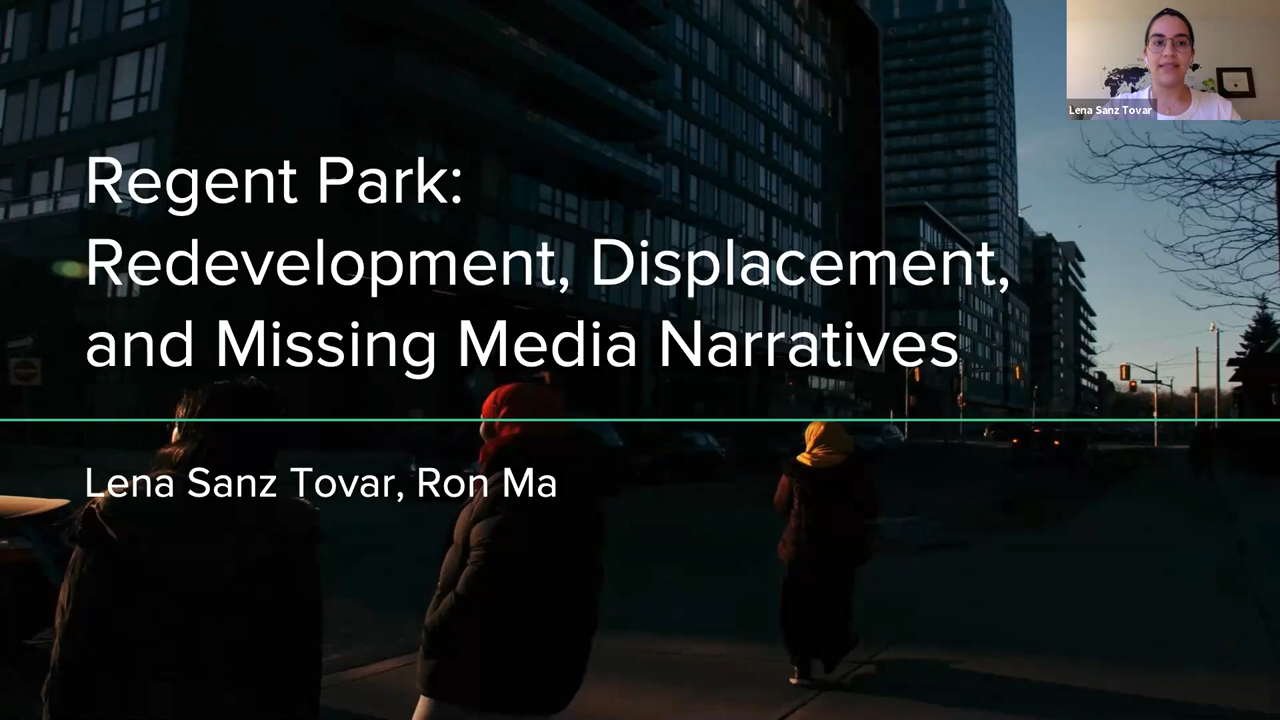 Lena Sanz Tovar
Regent Park:
Redevelopment, Displacement,
and Missing Media Narratives
Lena Sanz Tovar, Ron Ma